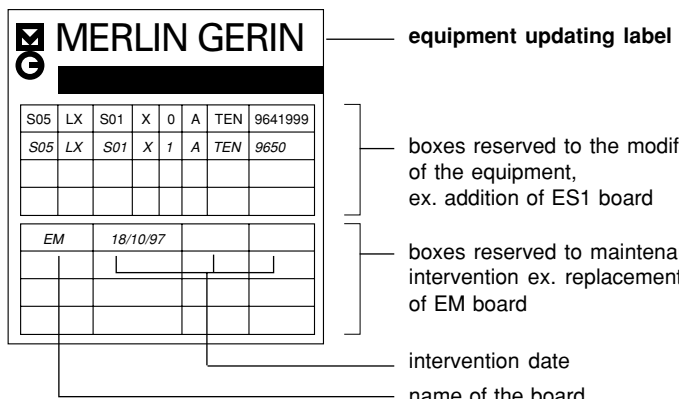 MERLIN GERIN
equipment updating label
S05 LX S01 X 0 A TEN 9641999
S05 LX S01 X 1 A TEN 9650
boxes reserved to the modif
of the equipment,
ex. addition of ES1 board
EM 18/10/97
boxes reserved to maintena
intervention ex. replacement
of EM board
intervention date
name of the board